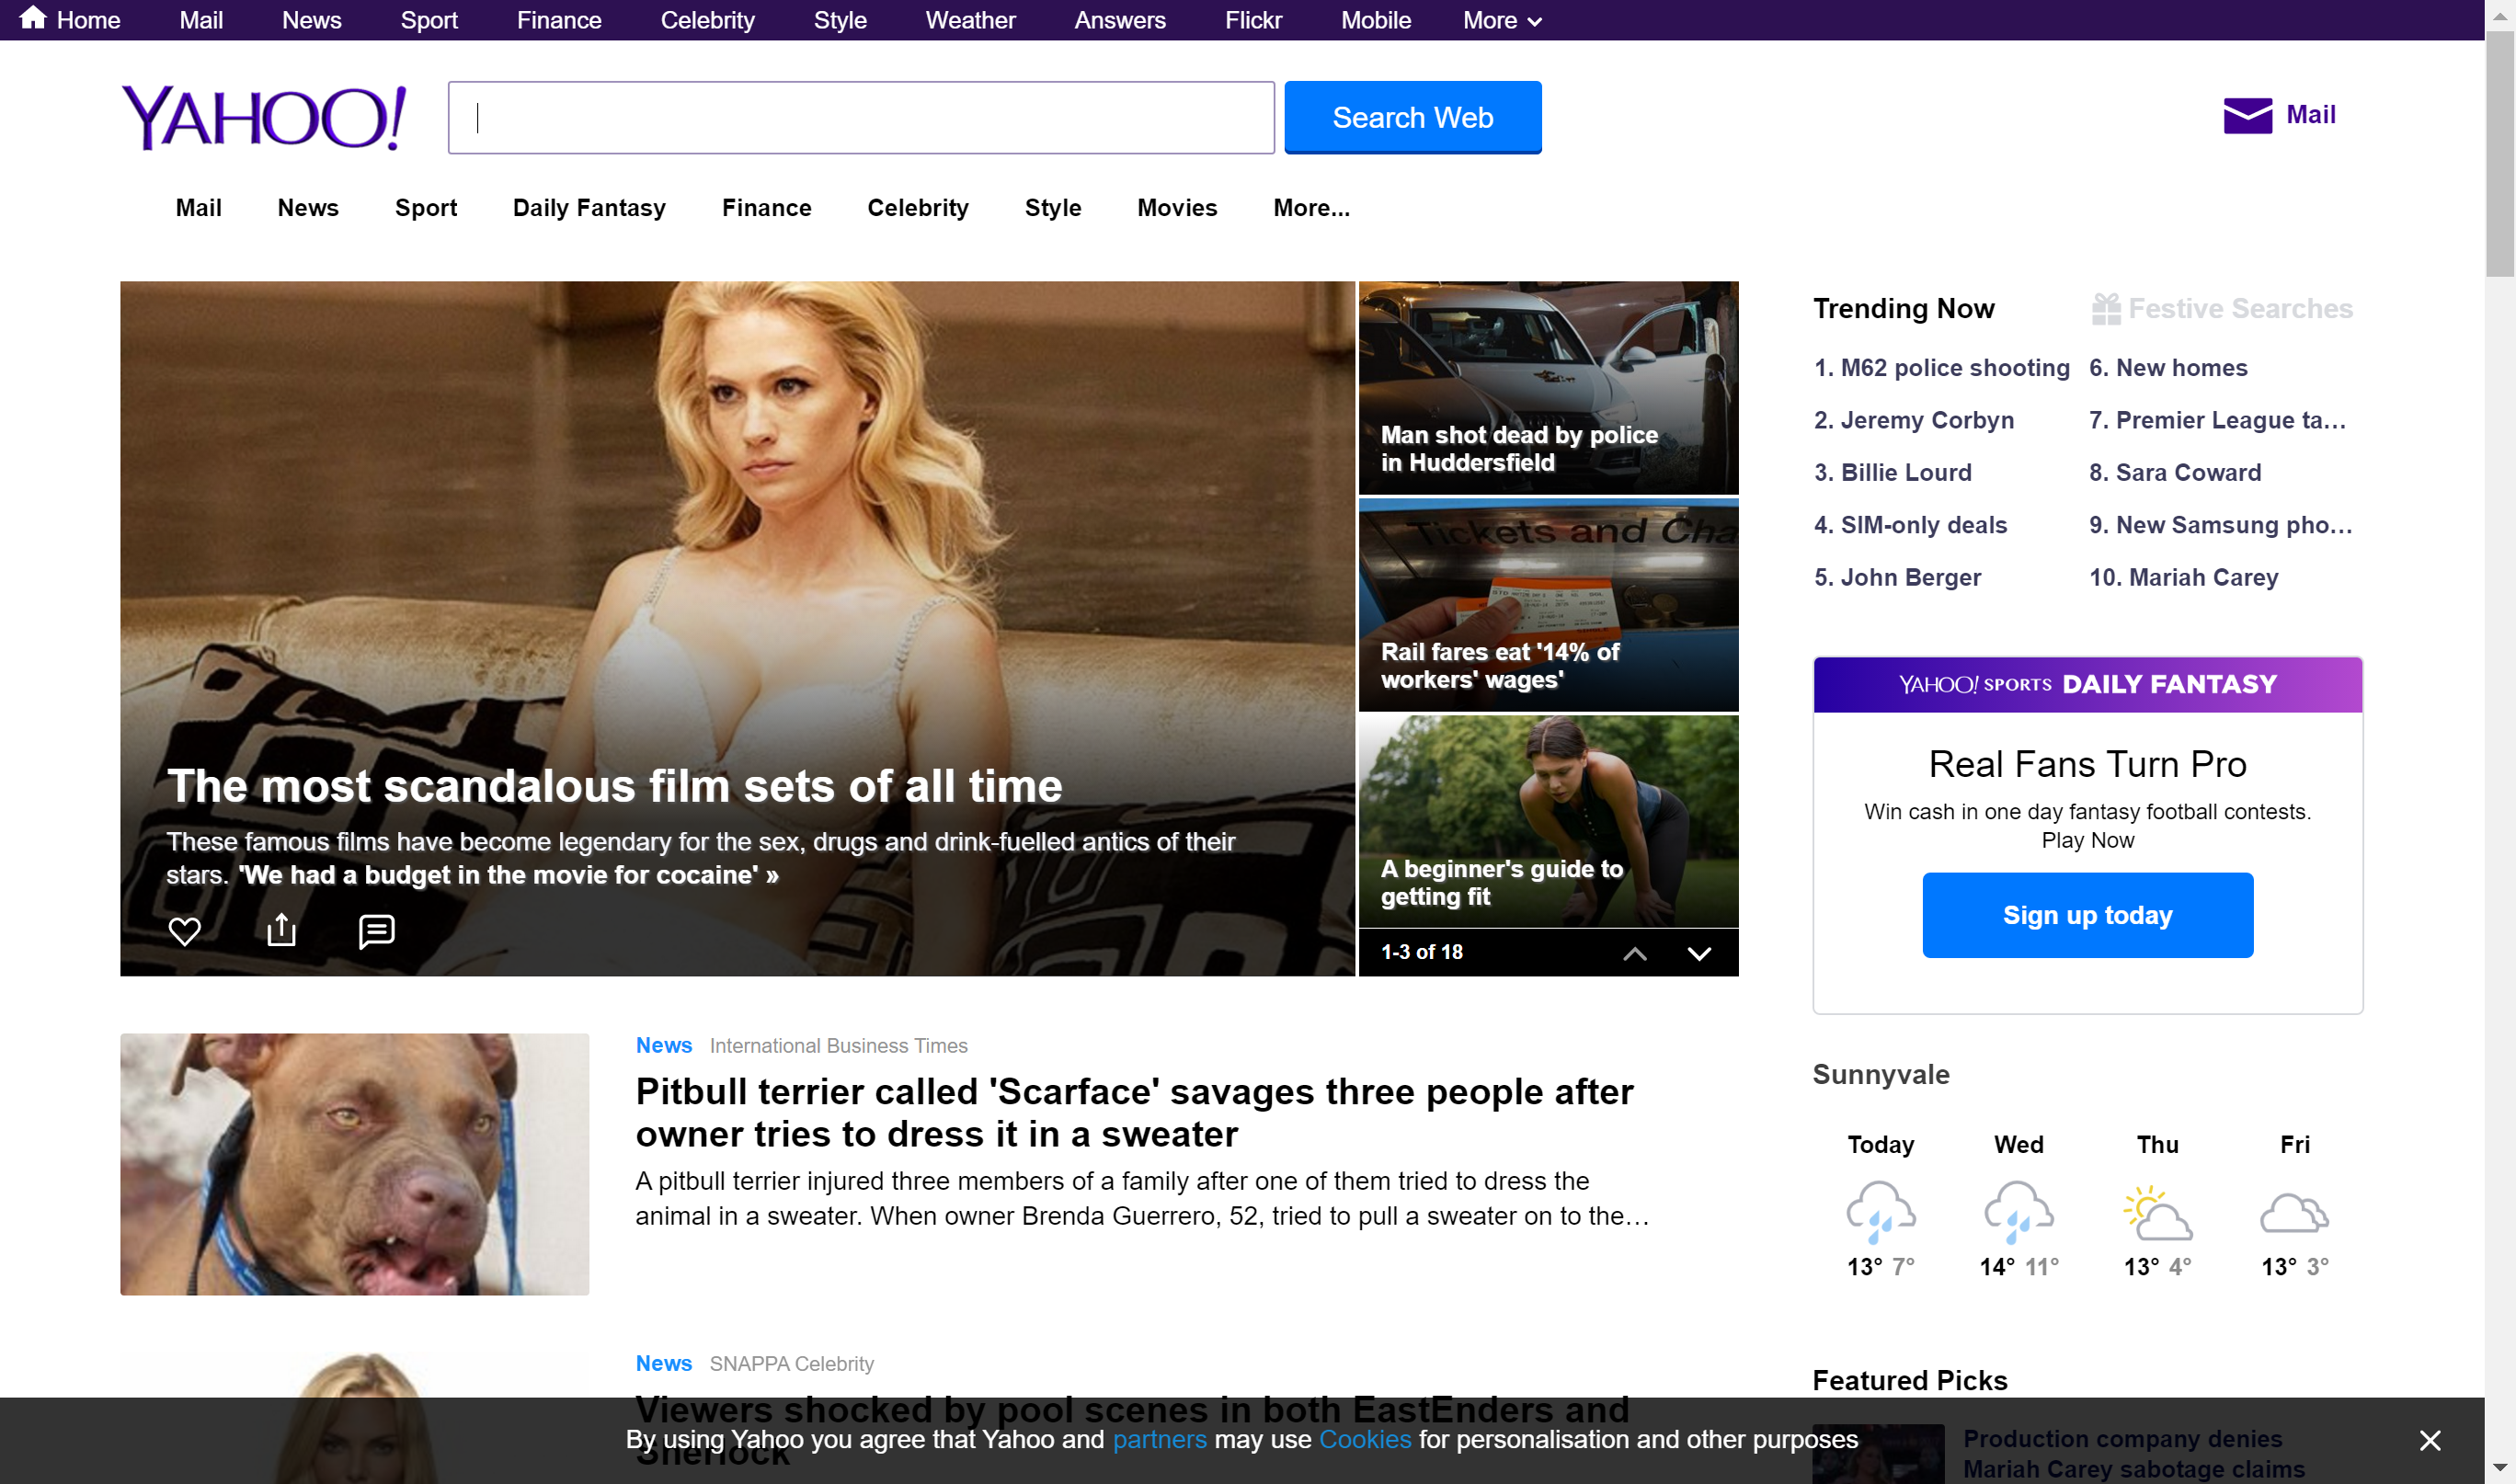 Home Mail News Sport Finance Celebrity Style Weather Answers Flickr Mobile More
YAHOO!
Search Web
Mail
Mail News Sport Daily Fantasy Finance Celebrity Style Movies More...
The most scandalous film sets of all time
These famous films have become legendary for the sex, drugs and drink-fuelled antics of their
stars. 'We had a budget in the movie for cocaine' »
Man shot dead by police
in Huddersfield
Tickets and Cha
Rail fares eat '14% of
workers' wages'
A beginner's guide to
getting fit
1-3 of 18
Trending Now
Festive Searches
1. M62 police shooting
2. Jeremy Corbyn
3. Billie Lourd
4. SIM-only deals
5. John Berger
6. New homes
7. Premier League ta...
8. Sara Coward
9. New Samsung pho...
10. Mariah Carey
YAHOO! SPORTS DAILY FANTASY
Real Fans Turn Pro
Win cash in one day fantasy football contests.
Play Now
Sign up today
News International Business Times
Pitbull terrier called 'Scarface' savages three people after
owner tries to dress it in a sweater
A pitbull terrier injured three members of a family after one of them tried to dress the
animal in a sweater. When owner Brenda Guerrero, 52, tried to pull a sweater on to the...
Sunnyvale
Today Wed Thu Fri
13° 7° 14° 11° 13° 4° 13° 3°
News SNAPPA Celebrity
Viewers shocked by pool scenes in both EastEnders and
Sherlock
Featured Picks
Production company denies
Mariah Carey sabotage claims
By using Yahoo you agree that Yahoo and partners may use Cookies for personalisation and other purposes